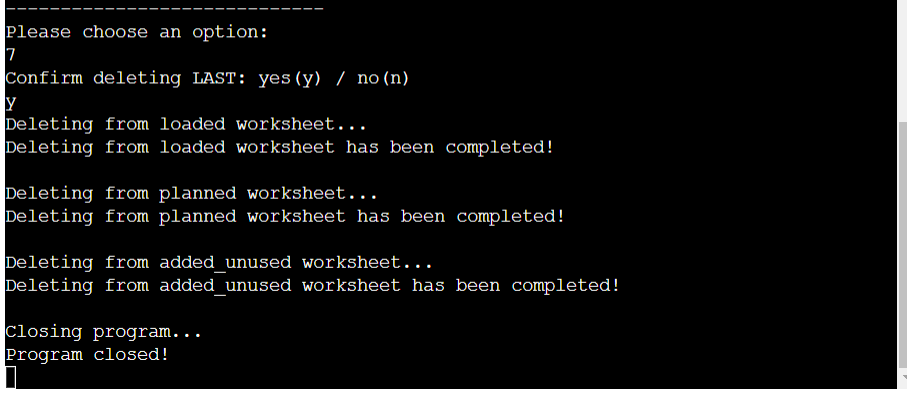 -----------------------------
Please choose an option:
7
Confirm deleting LAST: yes(y) / no(n)
y
Deleting from loaded worksheet...
Deleting from loaded worksheet has been completed!
Deleting from planned worksheet...
Deleting from planned worksheet has been completed!
Deleting from added_unused worksheet...
Deleting from added_unused worksheet has been completed!
Closing program...
Program closed!